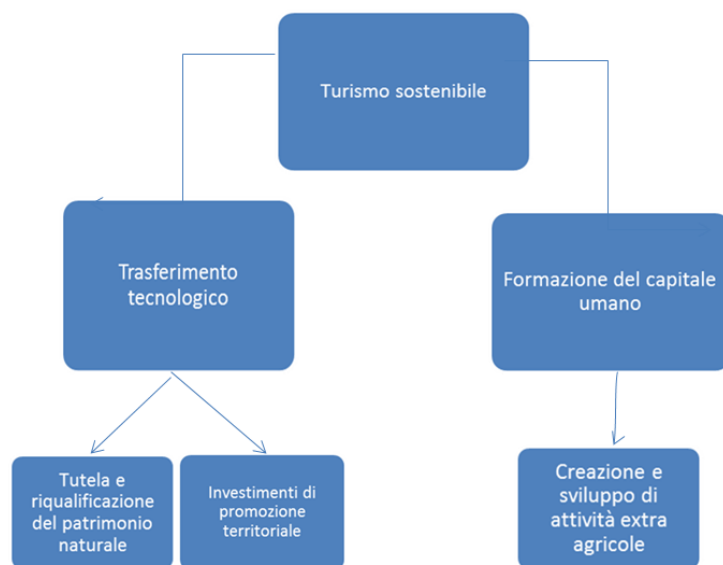 Turismo sostenibile
Trasferimento
tecnologico
Formazione del capitale
umano
Tutela e
riqualificazione
del patrimonio
naturale
Investimenti di
promozione
territoriale
Creazione e
sviluppo di
attività extra
agricole